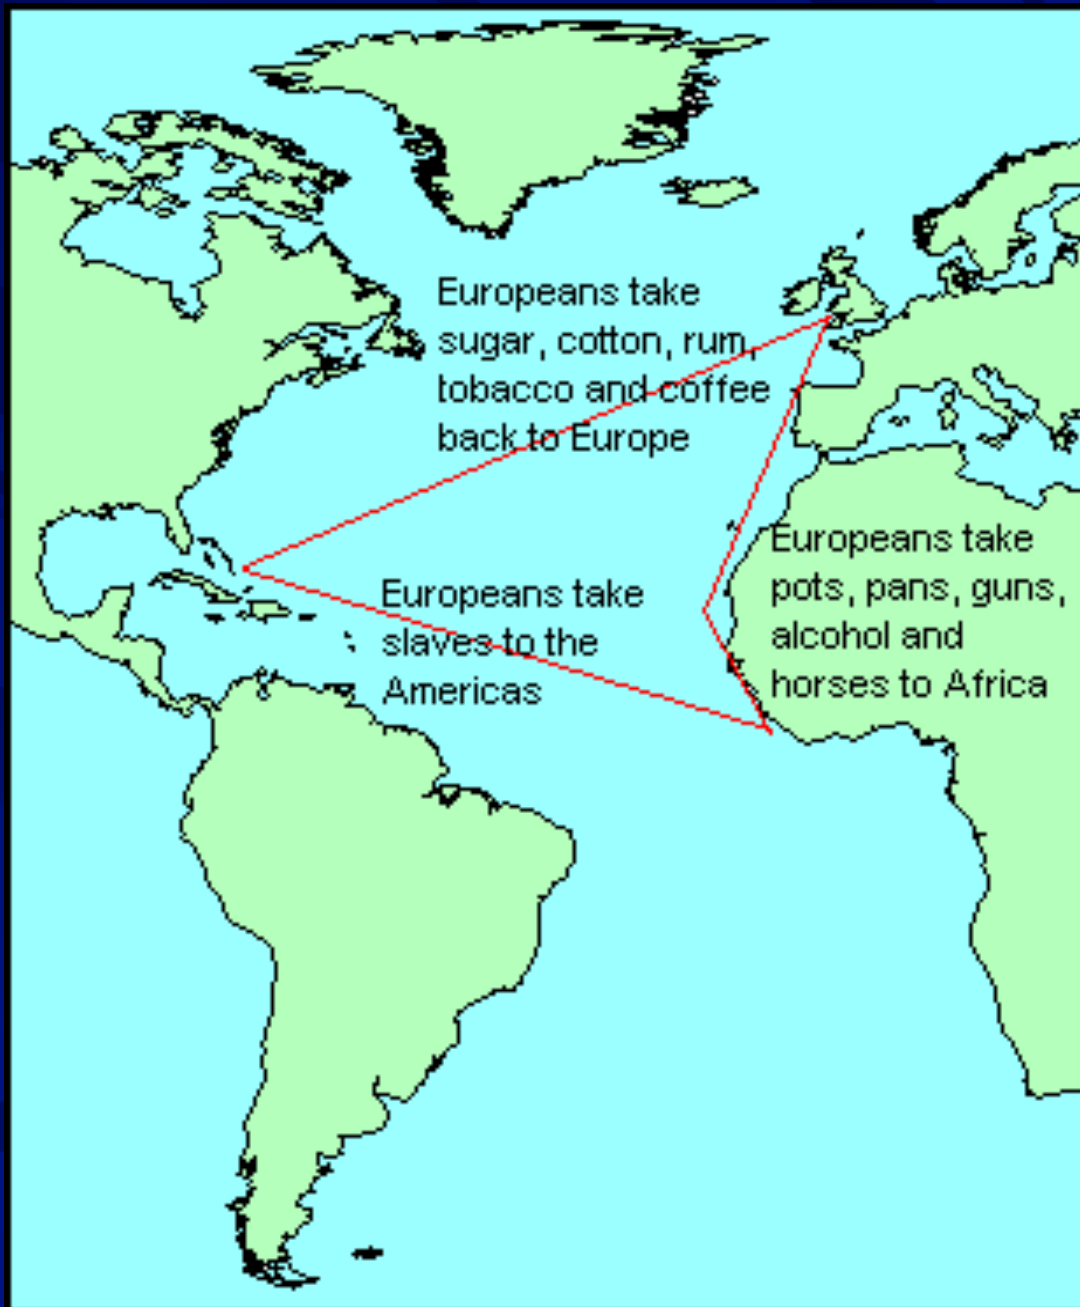 Europeans take
sugar, cotton, rum,
tobacco and coffee
back to Europe
Europeans take
pots, pans, guns,
alcohol and
horses to Africa
Europeans take
slaves to the
Americas